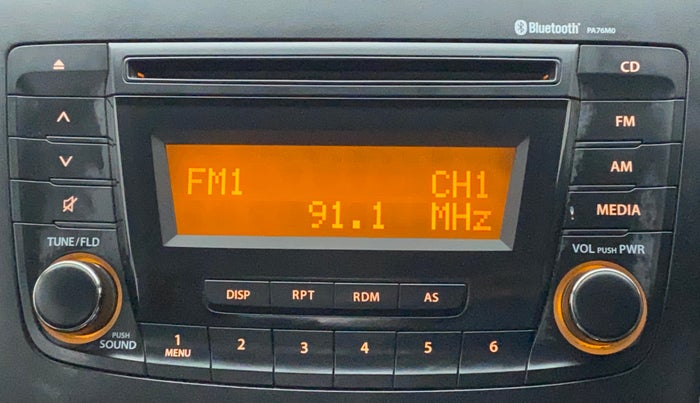 Bluetooth PA76M0
CD
FM
AM
MEDIA
FM1 CH1
91.1 MHz
TUNE/FLD
VOL PUSH PWR
DISP RPT RDM AS
PUSH
SOUND
1 2 3 4 5 6
MENU